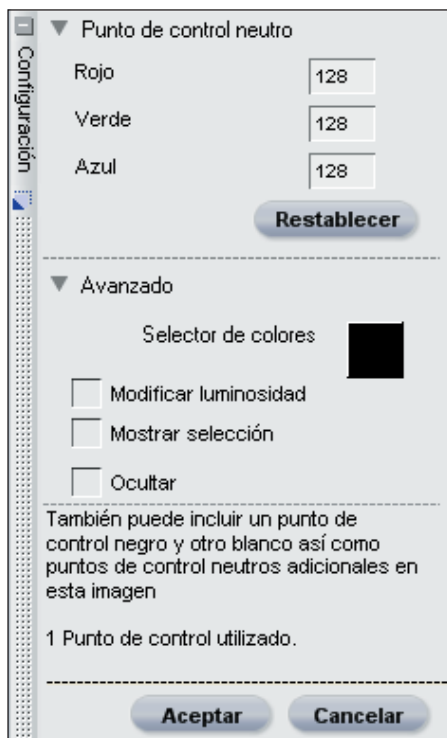 Configuración
Punto de control neutro
Rojo 128
Verde 128
Azul 128
Restablecer
Avanzado
Selector de colores
Modificar luminosidad
Mostrar selección
Ocultar
También puede incluir un punto de
control negro y otro blanco así como
puntos de control neutros adicionales en
esta imagen
1 Punto de control utilizado.
Aceptar Cancelar